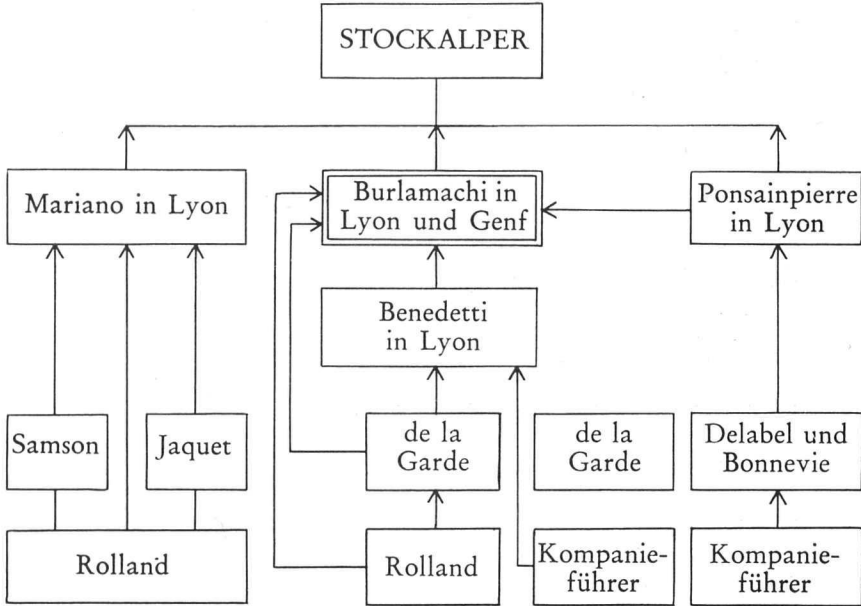 STOCKALPER
Mariano in Lyon
Burlamachi in
Lyon und Genf
Ponsainpierre
in Lyon
Benedetti
in Lyon
Samson
Jaquet
de la
Garde
de la
Garde
Delabel und
Bonnevie
Rolland
Rolland
Kompanie-
führer
Kompanie-
führer